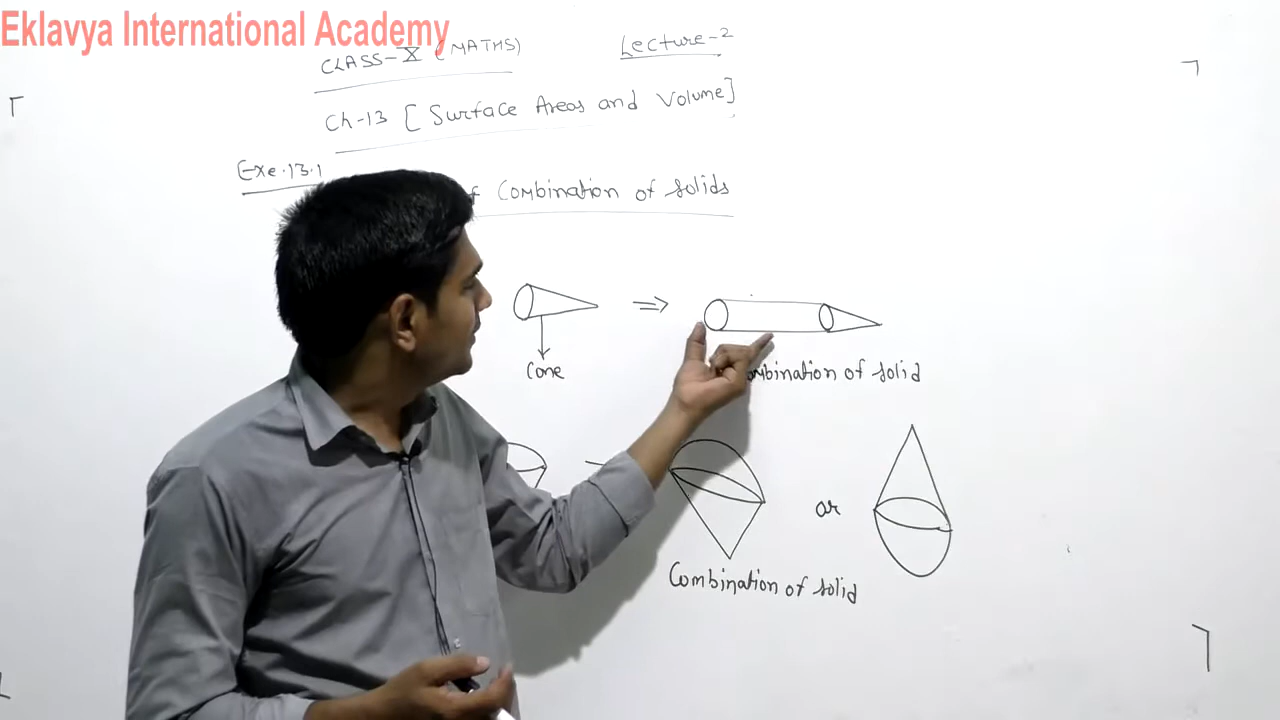 Eklavya International Academy
CLASS-X (MATHS)
Lecture-2
Ch-13 [Surface Areas and Volume]
Exe.13.1
of Combination of Solids
⇒
Cone
ombination of Solid
or
Combination of Solid